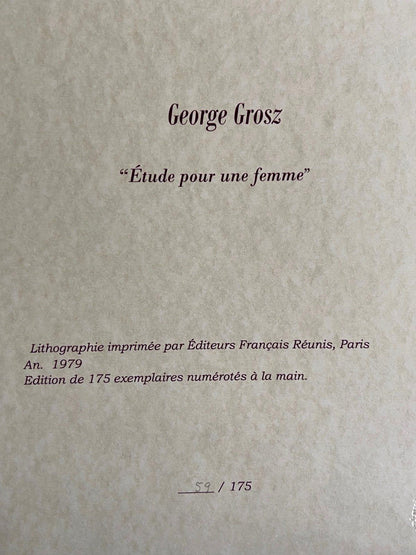 George Grosz
“Étude pour une femme”
Lithographie imprimée par Éditeurs Français Réunis, Paris
An. 1979
Edition de 175 exemplaires numérotés à la main.
59 / 175